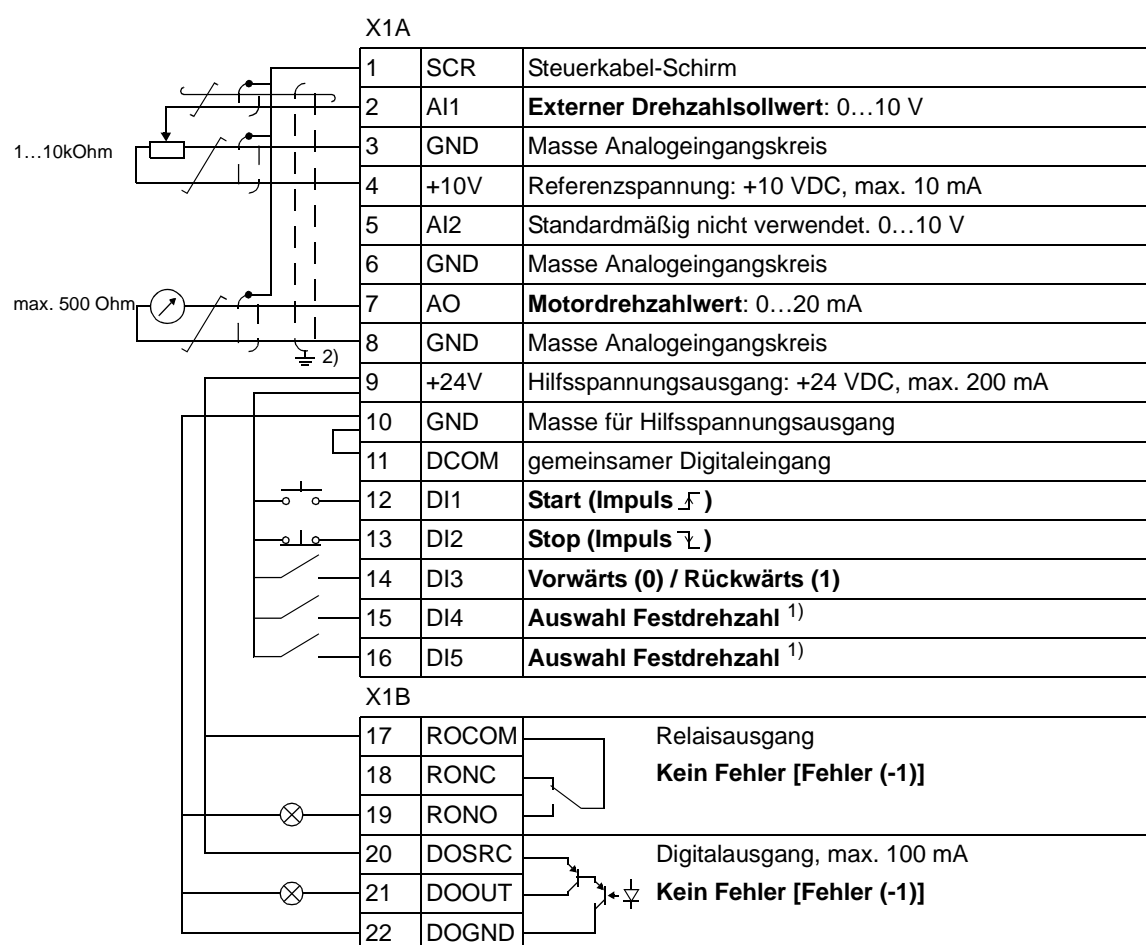 X1A
1 SCR Steuerkabel-Schirm
2 AI1 Externer Drehzahlsollwert: 0…10 V
1…10kOhm
3 GND Masse Analogeingangskreis
4 +10V Referenzspannung: +10 VDC, max. 10 mA
5 AI2 Standardmäßig nicht verwendet. 0…10 V
6 GND Masse Analogeingangskreis
max. 500 Ohm
7 AO Motordrehzahlwert: 0…20 mA
8 GND Masse Analogeingangskreis
2)
9 +24V Hilfsspannungsausgang: +24 VDC, max. 200 mA
10 GND Masse für Hilfsspannungsausgang
11 DCOM gemeinsamer Digitaleingang
12 DI1 Start (Impuls )
13 DI2 Stop (Impuls )
14 DI3 Vorwärts (0) / Rückwärts (1)
15 DI4 Auswahl Festdrehzahl 1)
16 DI5 Auswahl Festdrehzahl 1)
X1B
17 ROCOM Relaisausgang
18 RONC Kein Fehler [Fehler (-1)]
19 RONO
20 DOSRC Digitalausgang, max. 100 mA
21 DOOUT Kein Fehler [Fehler (-1)]
22 DOGND